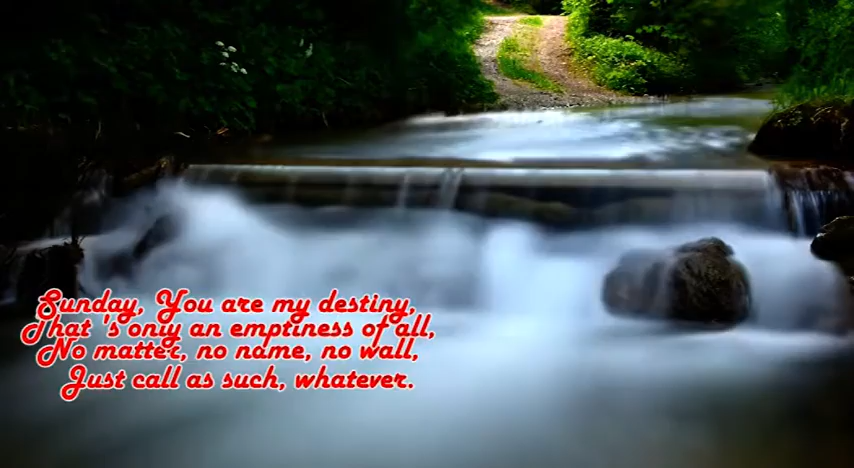 Sunday, You are my destiny,
That 's only an emptiness of all,
No matter, no name, no wall,
Just call as such, whatever.